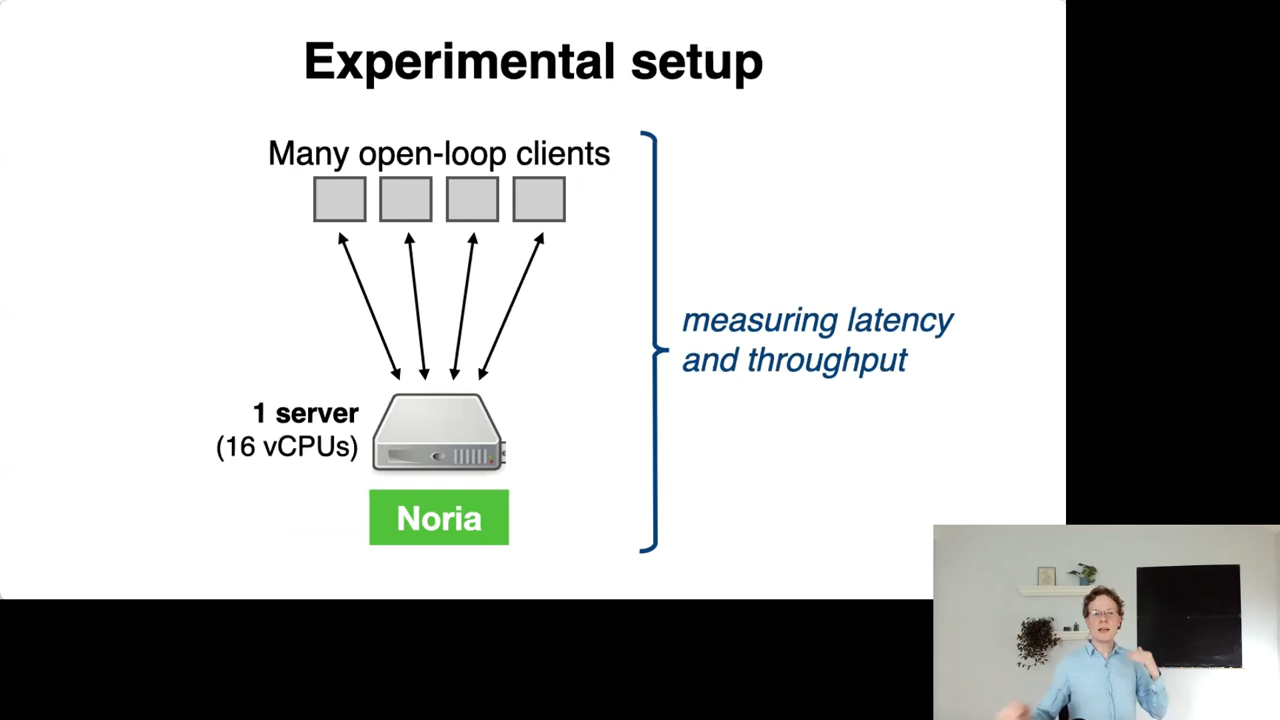 Experimental setup
Many open-loop clients
measuring latency
and throughput
1 server
(16 vCPUs)
Noria